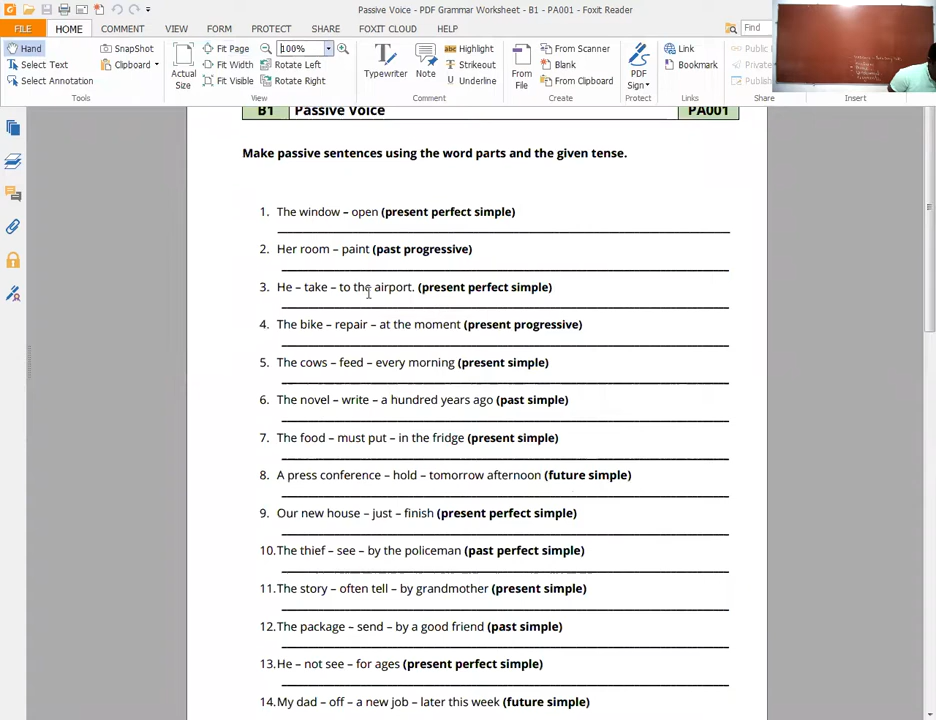 Passive Voice - PDF Grammar Worksheet - B1 - PA001 - Foxit Reader
FILE HOME COMMENT VIEW FORM PROTECT SHARE FOXIT CLOUD HELP Find
Hand SnapShot
Select Text Clipboard
Select Annotation
Tools
Actual Size
Fit Page 100%
Fit Width Rotate Left
Fit Visible Rotate Right
View
Typewriter
Note
Highlight
Strikeout
Underline
Comment
From File
From Scanner
Blank
From Clipboard
Create
PDF Sign
Protect
Link
Bookmark
Links
Public
Private
Publish
Share
Insert
B1 Passive Voice PA001
Make passive sentences using the word parts and the given tense.
1. The window – open (present perfect simple)
2. Her room – paint (past progressive)
3. He – take – to the airport. (present perfect simple)
4. The bike – repair – at the moment (present progressive)
5. The cows – feed – every morning (present simple)
6. The novel – write – a hundred years ago (past simple)
7. The food – must put – in the fridge (present simple)
8. A press conference – hold – tomorrow afternoon (future simple)
9. Our new house – just – finish (present perfect simple)
10.The thief – see – by the policeman (past perfect simple)
11.The story – often tell – by grandmother (present simple)
12.The package – send – by a good friend (past simple)
13.He – not see – for ages (present perfect simple)
14.My dad – off – a new job – later this week (future simple)